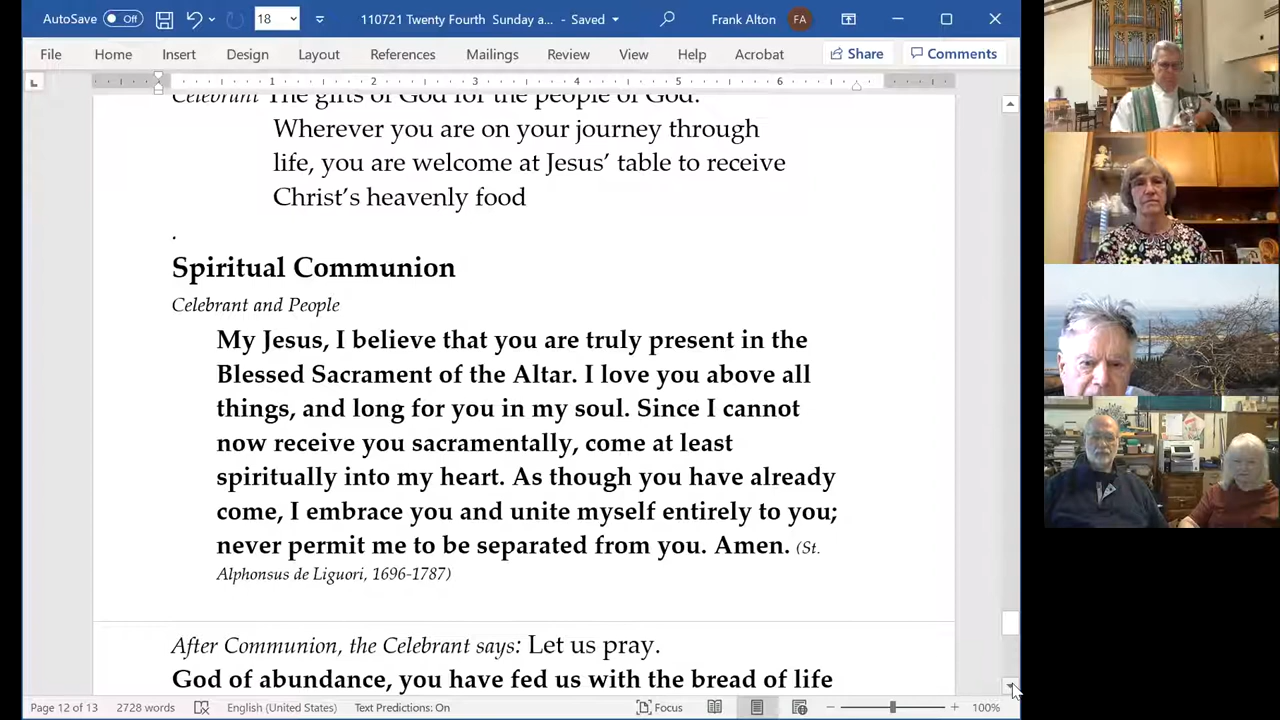 AutoSave Off 18 110721 Twenty Fourth Sunday a... - Saved Frank Alton FA
File Home Insert Design Layout References Mailings Review View Help Acrobat Share Comments
1 2 3 4 5 6
Celebrant The gifts of God for the people of God.
Wherever you are on your journey through
life, you are welcome at Jesus’ table to receive
Christ’s heavenly food
.
Spiritual Communion
Celebrant and People
My Jesus, I believe that you are truly present in the
Blessed Sacrament of the Altar. I love you above all
things, and long for you in my soul. Since I cannot
now receive you sacramentally, come at least
spiritually into my heart. As though you have already
come, I embrace you and unite myself entirely to you;
never permit me to be separated from you. Amen. (St.
Alphonsus de Liguori, 1696-1787)
After Communion, the Celebrant says: Let us pray.
God of abundance, you have fed us with the bread of life
Page 12 of 13 2728 words English (United States) Text Predictions: On Focus 100%